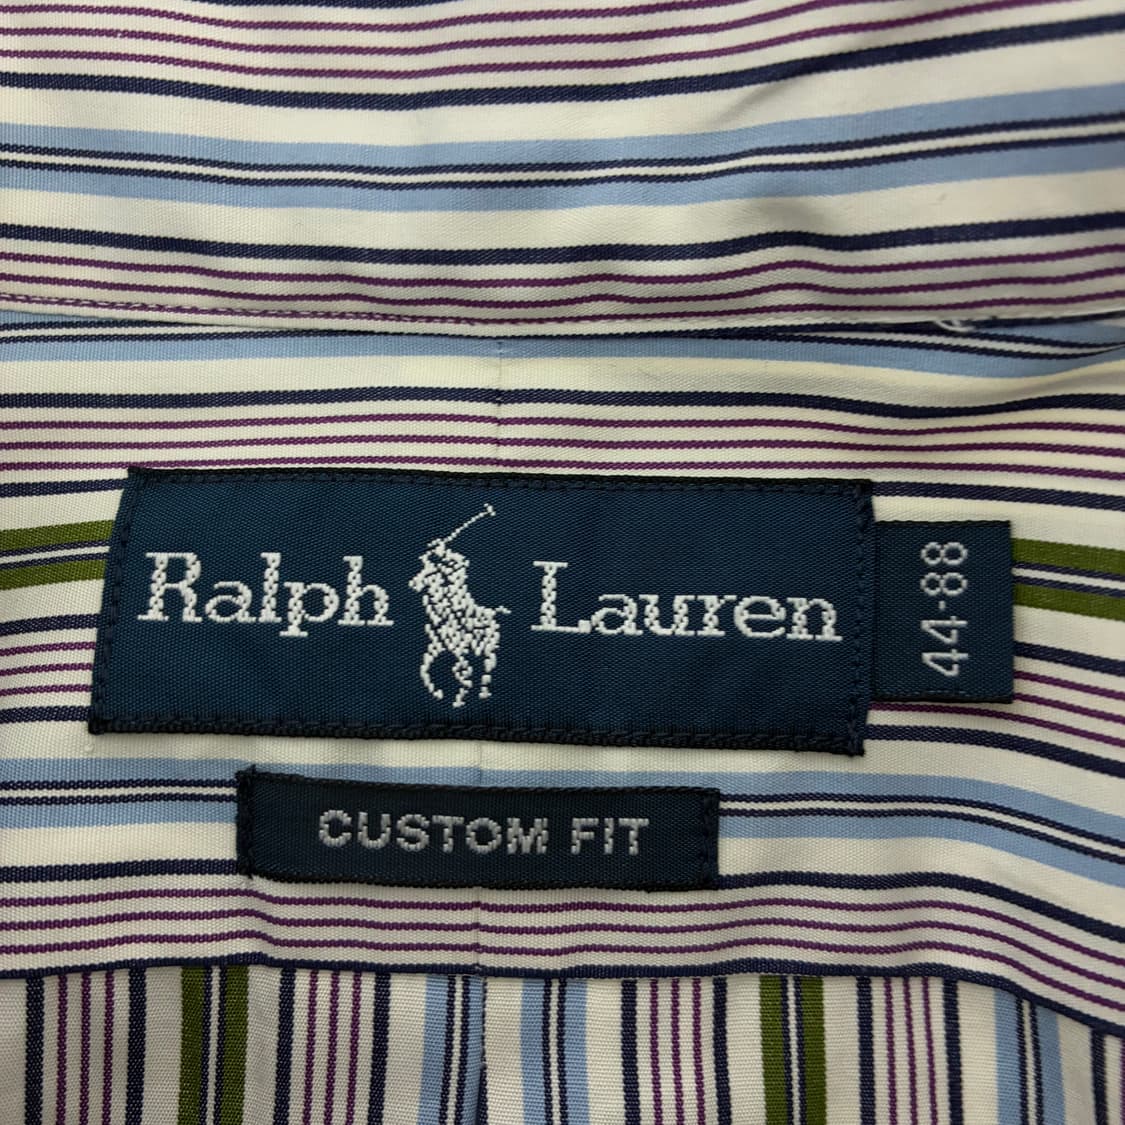 Ralph Lauren
44-88
CUSTOM FIT